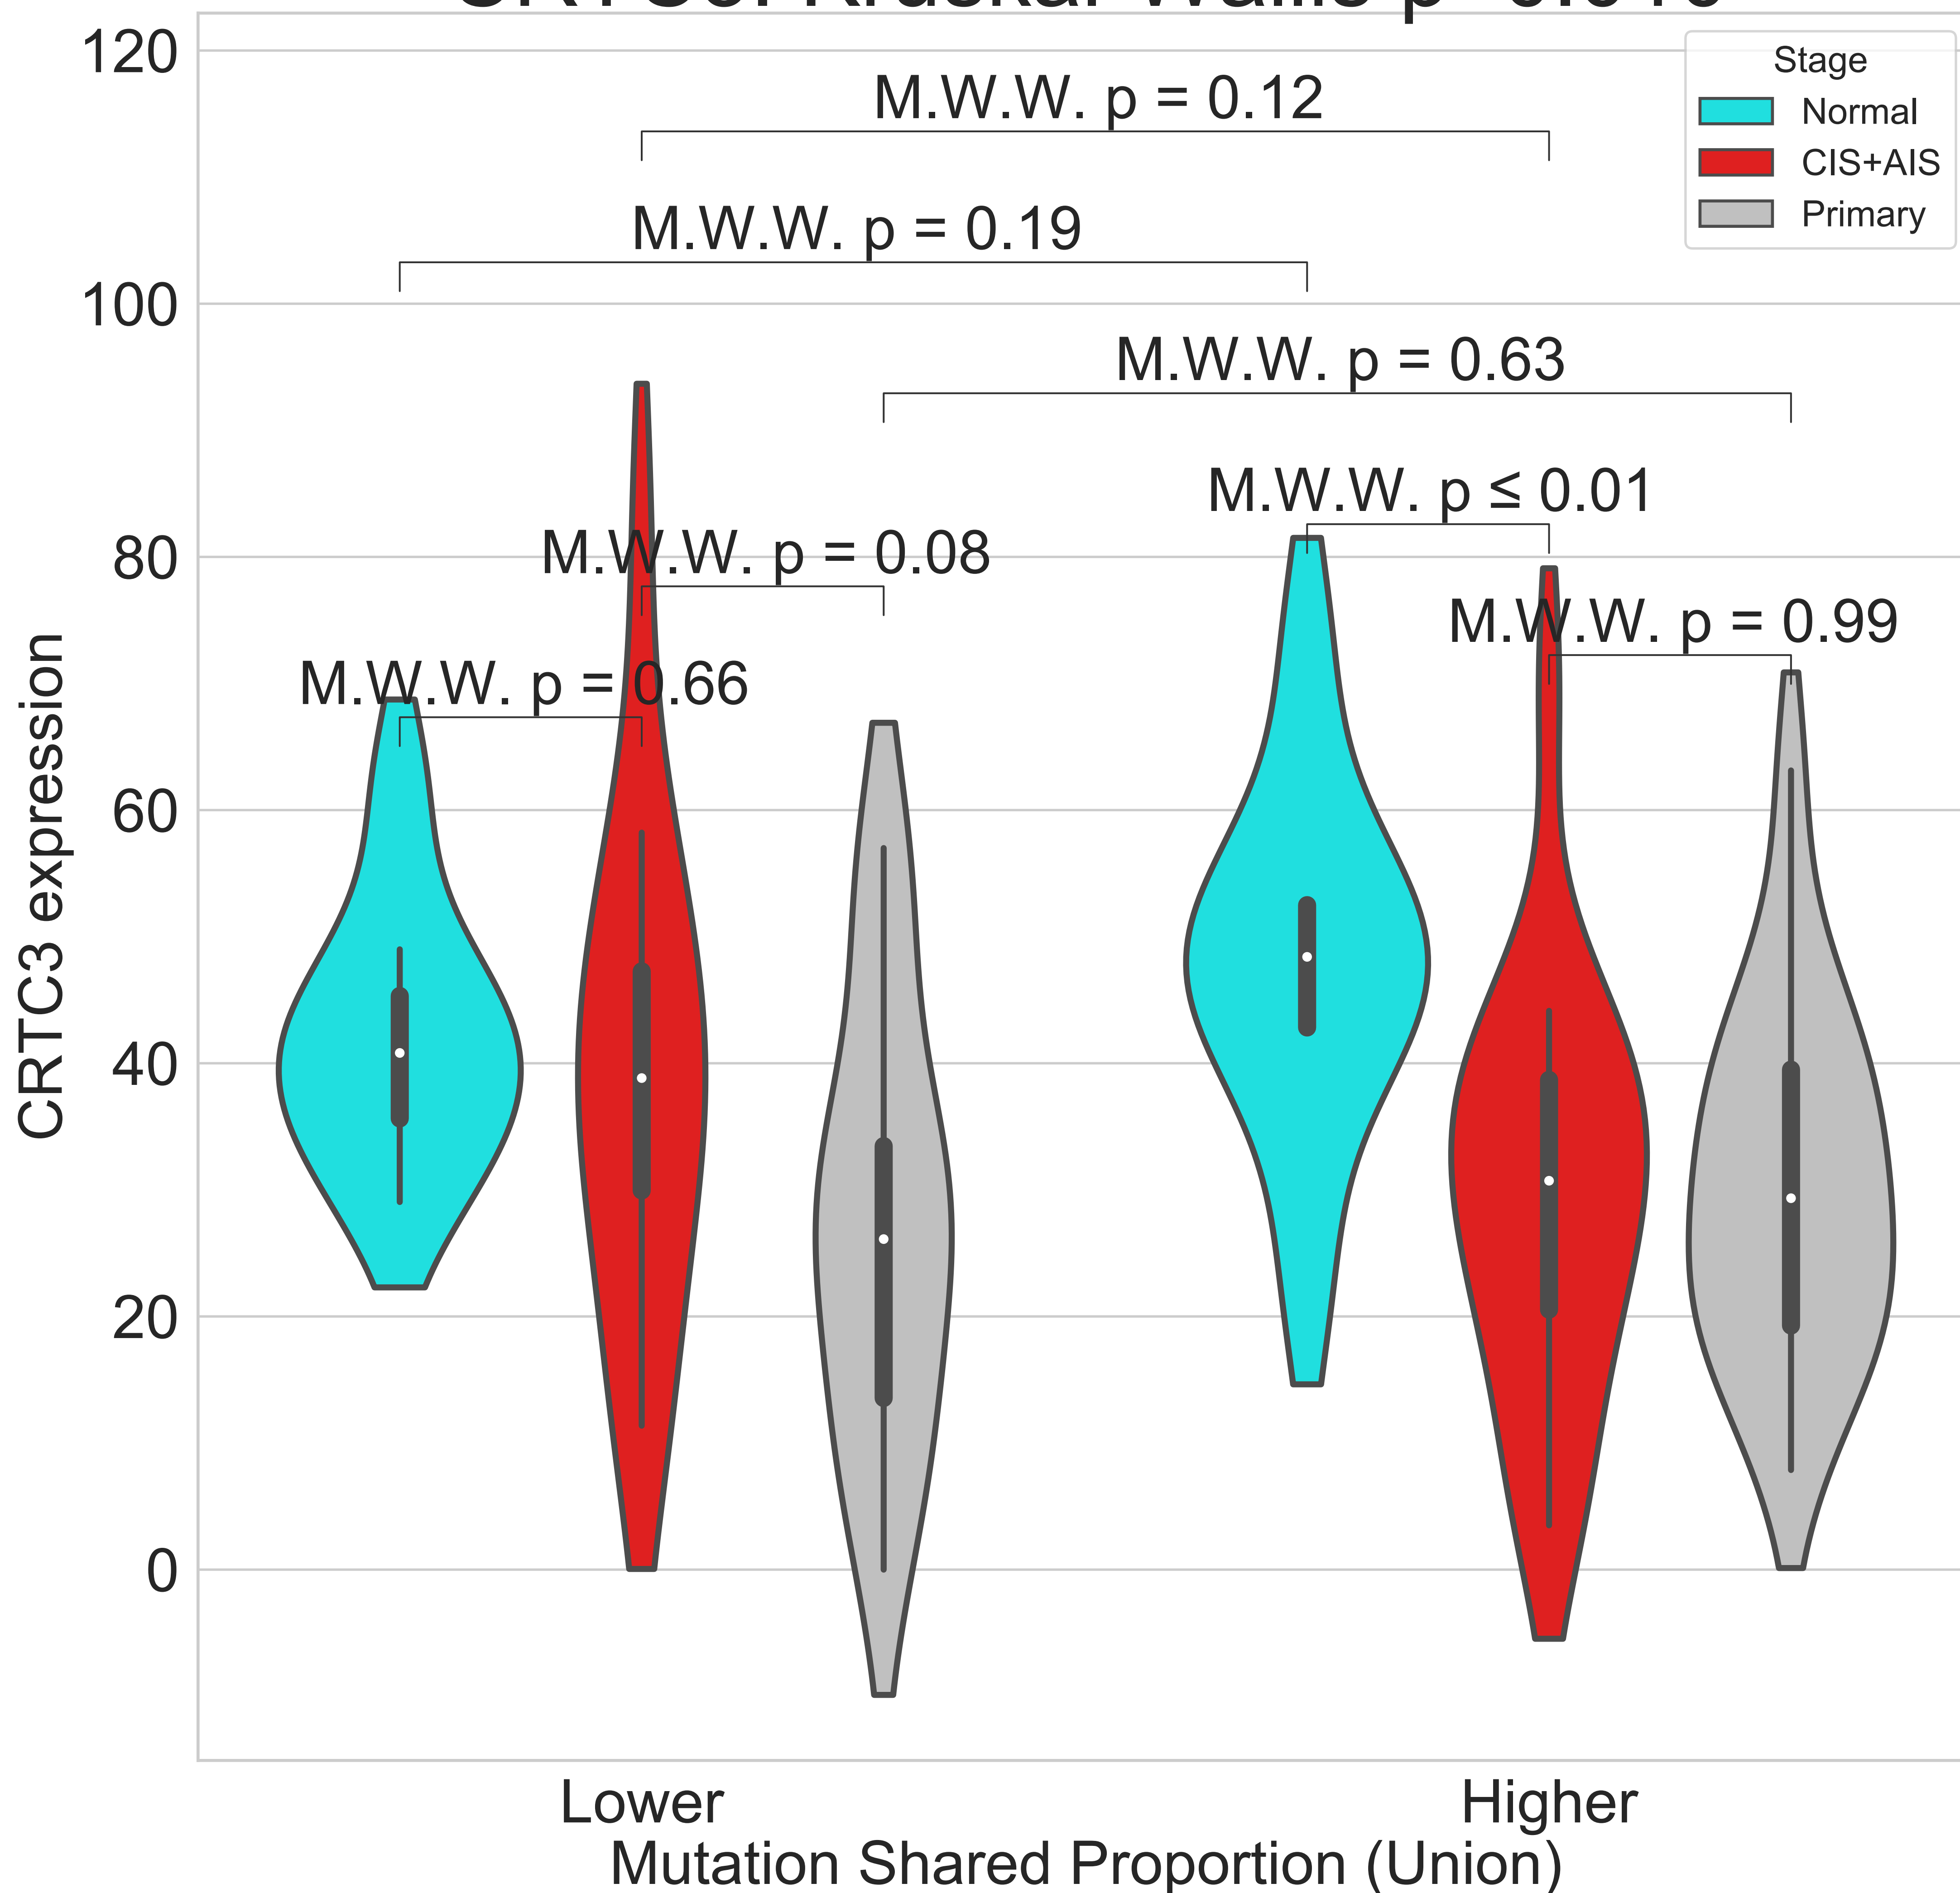 120
100
80
60
40
20
0
CRTC3 expression
Stage
Normal
CIS+AIS
Primary
M.W.W. p = 0.12
M.W.W. p = 0.19
M.W.W. p = 0.63
M.W.W. p ≤ 0.01
M.W.W. p = 0.08
M.W.W. p = 0.99
M.W.W. p = 0.66
Lower
Higher
Mutation Shared Proportion (Union)